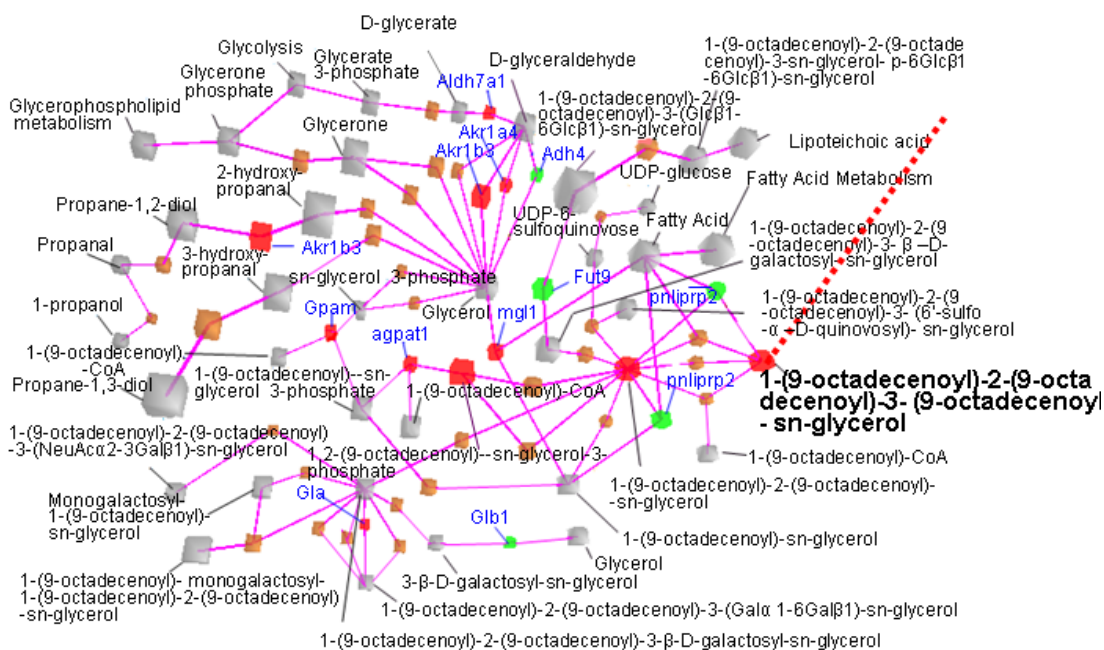 D-glycerate
Glycolysis
Glycerate
3-phosphate
D-glyceraldehyde
1-(9-octadecenoyl)-2-(9-octade
cenoyl)-3-sn-glycerol- p-6Glcβ1
-6Glcβ1)-sn-glycerol
Glycerone
phosphate
Aldh7a1
Glycerophospholipid
metabolism
Glycerone
1-(9-octadecenoyl)-2-(9-
octadecenoyl)-3-(Glcβ1-
6Glcβ1)-sn-glycerol
Akr1a4
Akr1b3
Adh4
Lipoteichoic acid
2-hydroxy-
propanal
UDP-glucose
Fatty Acid Metabolism
Propane-1,2-diol
UDP-6-
sulfoquinovose
Fatty Acid
1-(9-octadecenoyl)-2-(9
-octadecenoyl)-3- β –D-
galactosyl- sn-glycerol
Propanal
Akr1b3
3-hydroxy-
propanal
sn-glycerol 3-phosphate
Fut9
pnliprp2
1-propanol
Gpam
Glycerol
mgl1
-1-(9-octadecenoyl)-2-(9
-octadecenoyl)-3- (6'-sulfo
-α –D-quinovosyl)- sn-glycerol
agpat1
1-(9-octadecenoyl)
-CoA
1-(9-octadecenoyl)--sn-
glycerol
3-phosphate
Propane-1,3-diol
1-(9-octadecenoyl)-CoA
pnliprp2
1-(9-octadecenoyl)-2-(9-octa
decenoyl)-3- (9-octadecenoyl
- sn-glycerol
1-(9-octadecenoyl)-2-(9-octadecenoyl)
-3-(NeuAcα2-3Galβ1)-sn-glycerol
1,2-(9-octadecenoyl)--sn-glycerol-3-
phosphate
1-(9-octadecenoyl)-CoA
1-(9-octadecenoyl)-2-(9-octadecenoyl)-
-sn-glycerol
Monogalactosyl-
1-(9-octadecenoyl)-
sn-glycerol
Gla
Glb1
1-(9-octadecenoyl)-sn-glycerol
Glycerol
1-(9-octadecenoyl)- monogalactosyl-
1-(9-octadecenoyl)-2-(9-octadecenoyl)
-sn-glycerol
3-β-D-galactosyl-sn-glycerol
1-(9-octadecenoyl)-2-(9-octadecenoyl)-3-(Galα 1-6Galβ1)-sn-glycerol
1-(9-octadecenoyl)-2-(9-octadecenoyl)-3-β-D-galactosyl-sn-glycerol